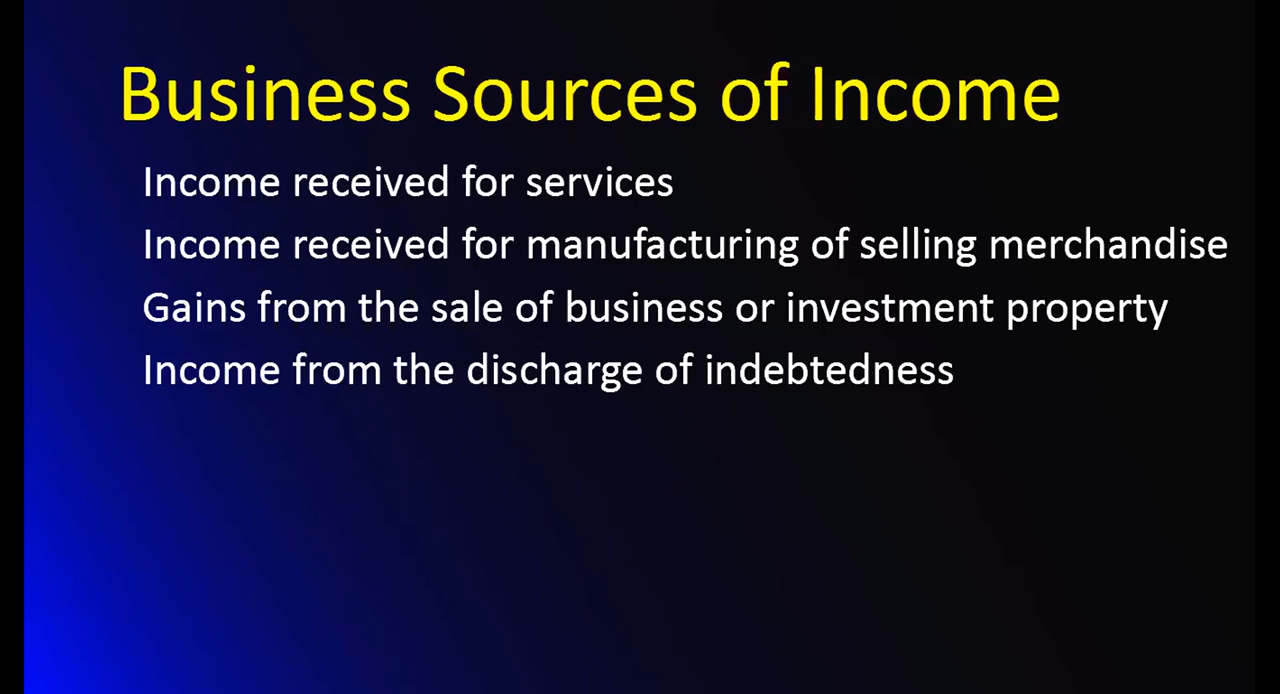 Business Sources of Income
Income received for services
Income received for manufacturing of selling merchandise
Gains from the sale of business or investment property
Income from the discharge of indebtedness